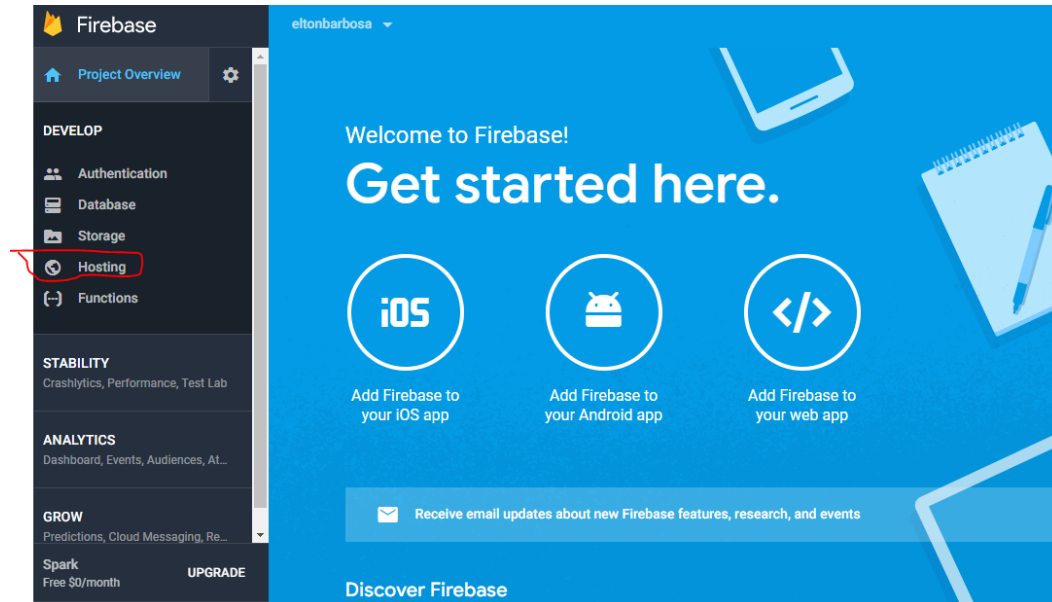 Firebase
eltonbarbosa
Project Overview
DEVELOP
Authentication
Database
Storage
Hosting
Functions
STABILITY
Crashlytics, Performance, Test Lab
ANALYTICS
Dashboard, Events, Audiences, At...
GROW
Predictions, Cloud Messaging, Re...
Spark
Free $0/month
UPGRADE
Welcome to Firebase!
Get started here.
iOS
</>
Add Firebase to
your iOS app
Add Firebase to
your Android app
Add Firebase to
your web app
Receive email updates about new Firebase features, research, and events
Discover Firebase